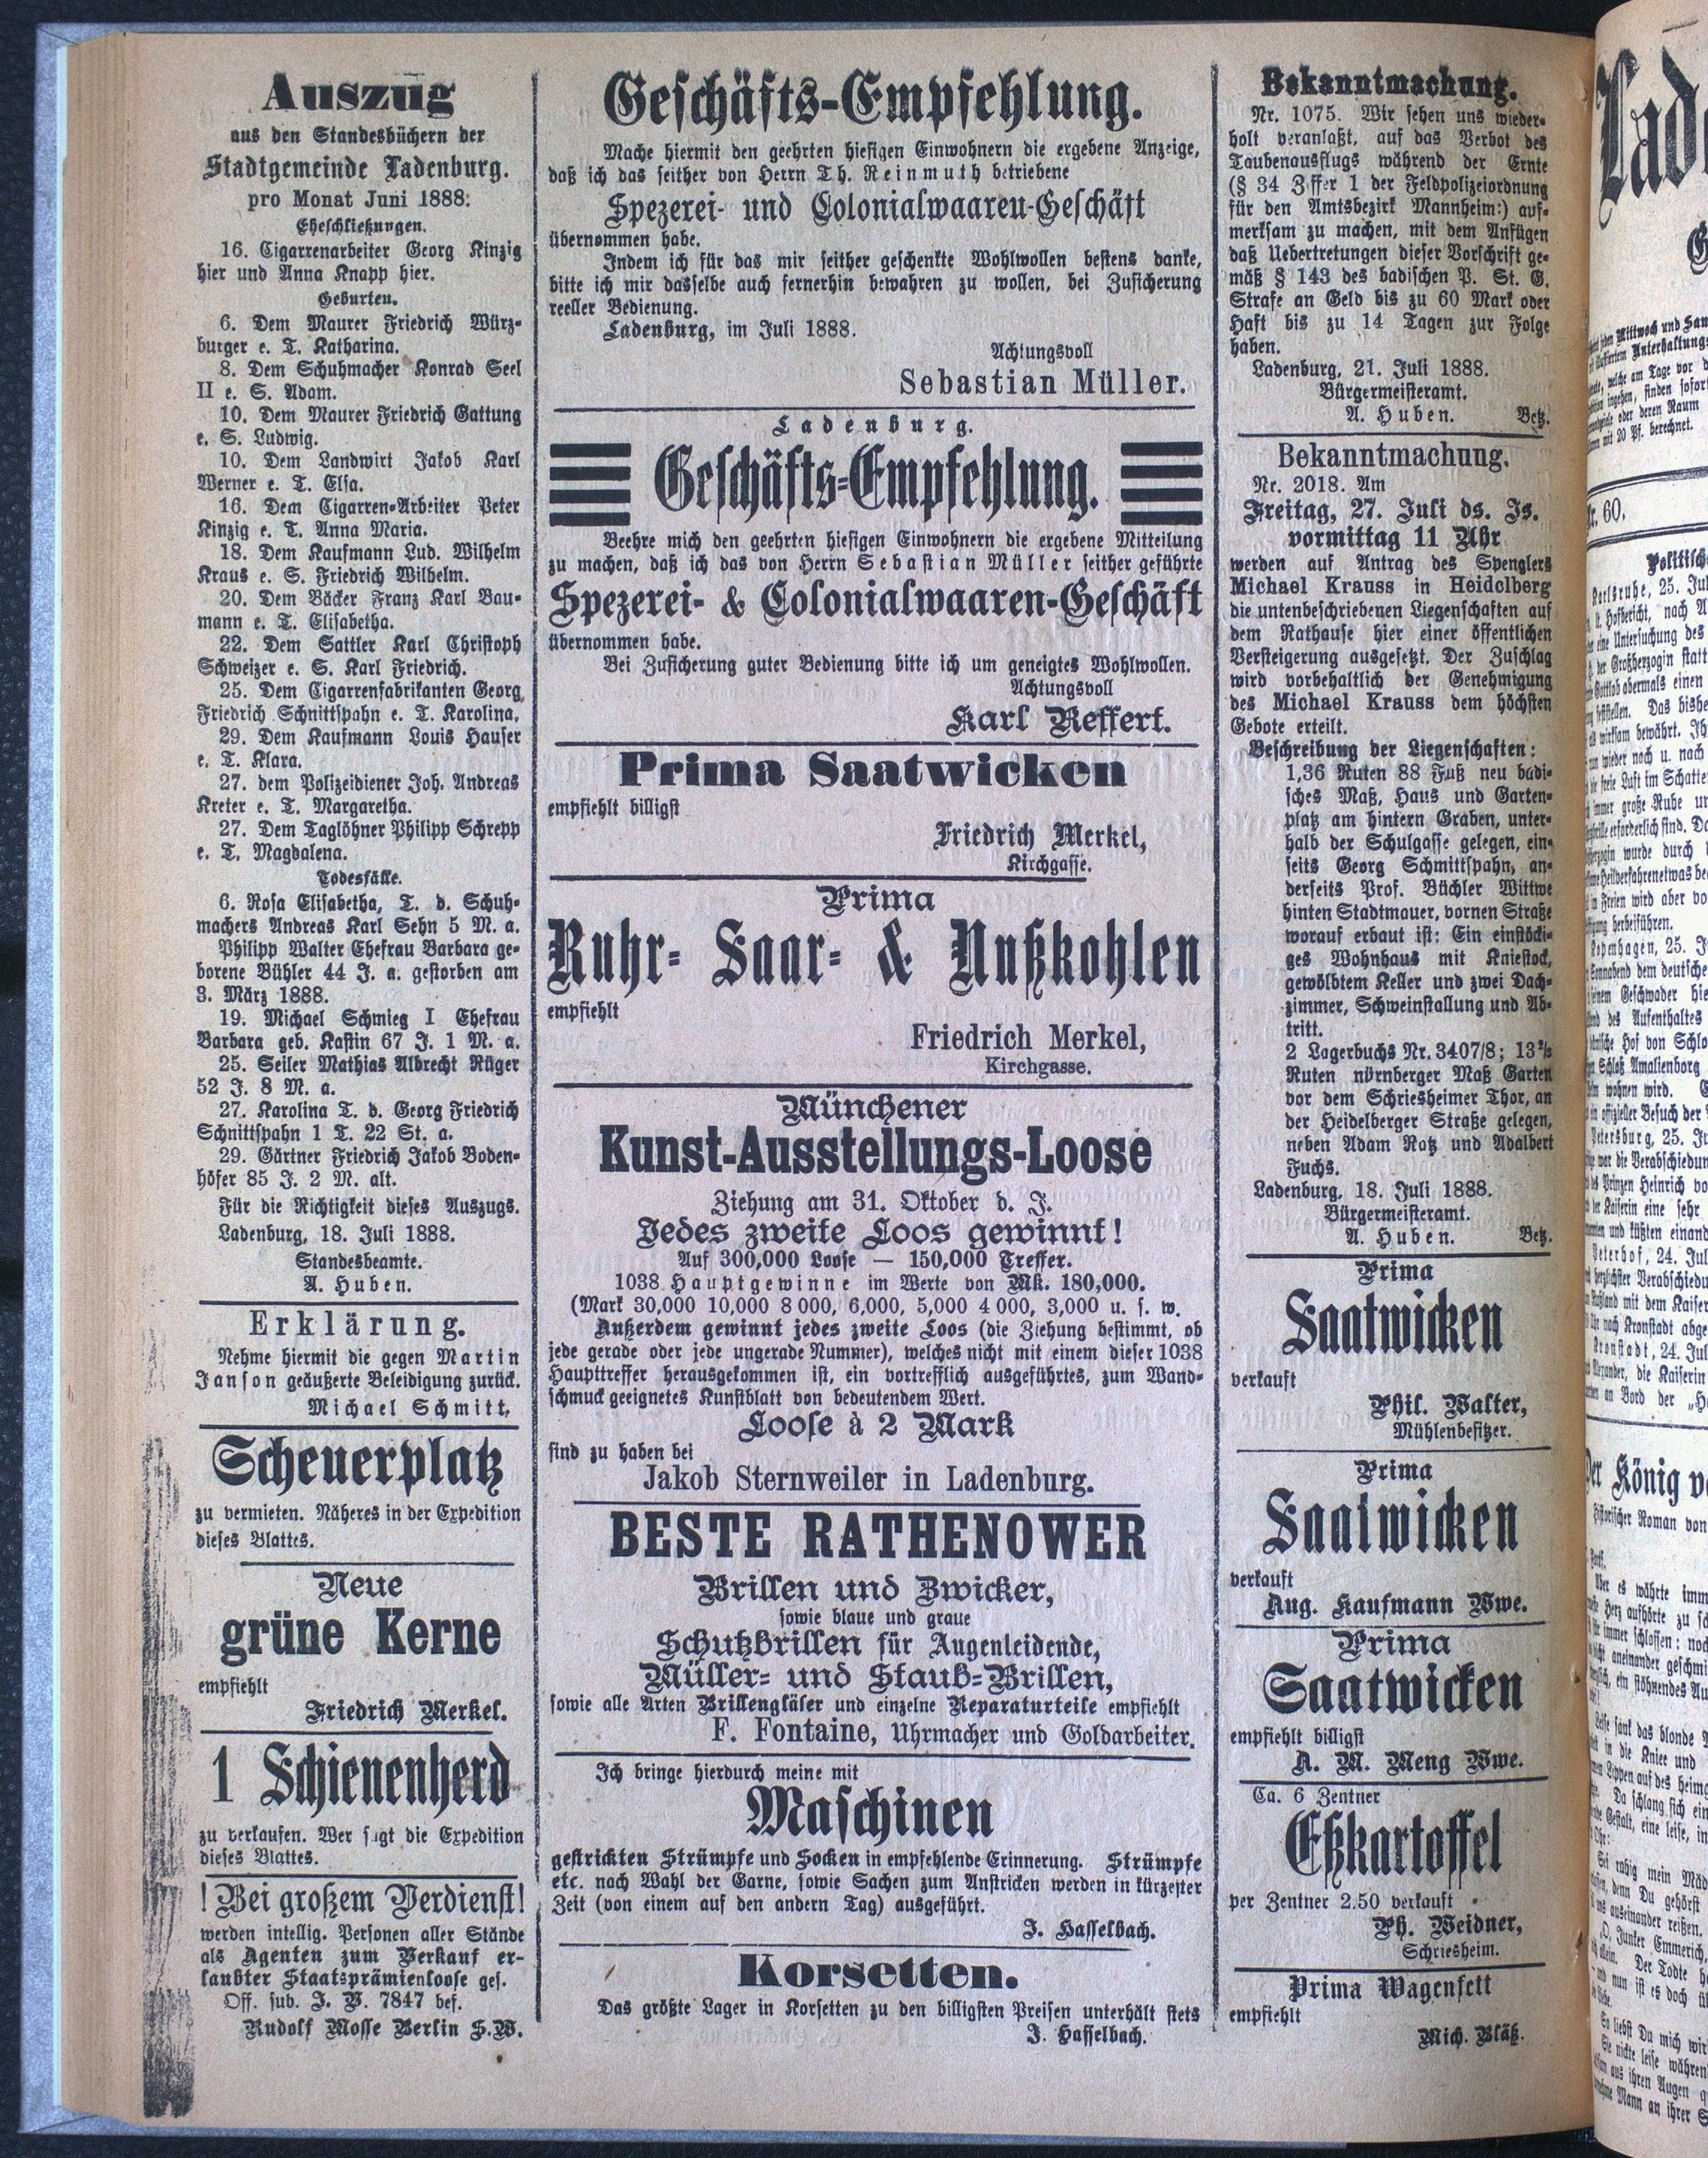 Auszug
aus den Standesbüchern der
Stadtgemeinde Ladenburg.
pro Monat Juni 1888:
Eheschließungen.
16. Cigarrenarbeiter Georg Kinzig
hier und Anna Knapp hier.
Geburten.
6. Dem Maurer Friedrich Würz-
burger e. T. Katharina.
8. Dem Schuhmacher Konrad Seel
II e. S. Adam.
10. Dem Maurer Friedrich Gattung
e. S. Ludwig.
10. Dem Landwirt Jakob Karl
Werner e. T. Elsa.
16. Dem Cigarren-Arbeiter Peter
Kinzig e. T. Anna Maria.
18. Dem Kaufmann Lud. Wilhelm
Kraus e. S. Friedrich Wilhelm.
20. Dem Bäcker Franz Karl Bau-
mann e. T. Elisabetha.
22. Dem Sattler Karl Christoph
Schweizer e. S. Karl Friedrich.
25. Dem Cigarrenfabrikanten Georg
Friedrich Schnittspahn e. T. Karolina.
29. Dem Kaufmann Louis Hauser
e. T. Klara.
27. dem Polizeidiener Joh. Andreas
Kreter e. T. Margaretha.
27. Dem Taglöhner Philipp Schrepp
e. T. Magdalena.
Todesfälle.
6. Rosa Elisabetha, T. d. Schuh-
machers Andreas Karl Sehn 5 M. a.
Philipp Walter Ehefrau Barbara ge-
borene Bühler 44 J. a. gestorben am
3. März 1888.
19. Michael Schmieg I Ehefrau
Barbara geb. Kastin 67 J. 1 M. a.
25. Seiler Mathias Albrecht Rüger
52 J. 8 M. a.
27. Karolina T. d. Georg Friedrich
Schnittspahn 1 T. 22 St. a.
29. Gärtner Friedrich Jakob Boden-
höfer 85 J. 2 M. alt.
Für die Richtigkeit dieses Auszugs.
Ladenburg, 18. Juli 1888.
Standesbeamte.
A. Huben.
Erklärung.
Nehme hiermit die gegen Martin
Janson geäußerte Beleidigung zurück.
Michael Schmitt,
Scheuerplatz
zu vermieten. Näheres in der Expedition
dieses Blattes.
Neue
grüne Kerne
empfiehlt
Friedrich Merkel.
1 Schienenherd
zu verkaufen. Wer sagt die Expedition
dieses Blattes.
! Bei großem Verdienst!
werden intellig. Personen aller Stände
als Agenten zum Verkauf er-
laubter Staatsprämienloose ges.
Off. sub. J. V. 7847 bef.
Rudolf Mosse Berlin S.W.
Geschäfts-Empfehlung.
Mache hiermit den geehrten hiesigen Einwohnern die ergebene Anzeige,
daß ich das seither von Herrn Th. Reinmuth betriebene
Spezerei- und Colonialwaaren-Geschäft
übernommen habe.
Indem ich für das mir seither geschenkte Wohlwollen bestens danke,
bitte ich mir dasselbe auch fernerhin bewahren zu wollen, bei Zusicherung
reeller Bedienung.
Ladenburg, im Juli 1888.
Achtungsvoll
Sebastian Müller.
Ladenburg.
Geschäfts-Empfehlung.
Beehre mich den geehrten hiesigen Einwohnern die ergebene Mitteilung
zu machen, daß ich das von Herrn Sebastian Müller seither geführte
Spezerei- & Colonialwaaren-Geschäft
übernommen habe.
Bei Zusicherung guter Bedienung bitte ich um geneigtes Wohlwollen.
Achtungsvoll
Karl Reffert.
Prima Saatwicken
empfiehlt billigst
Friedrich Merkel,
Kirchgasse.
Prima
Ruhr- Saar- & Nußkohlen
empfiehlt
Friedrich Merkel,
Kirchgasse.
Münchener
Kunst-Ausstellungs-Loose
Ziehung am 31. Oktober d. J.
Jedes zweite Loos gewinnt!
Auf 300,000 Loose — 150,000 Treffer.
1038 Hauptgewinne im Werte von Mk. 180,000.
(Mark 30,000 10,000 8 000, 6,000, 5,000 4 000, 3,000 u. s. w.
Außerdem gewinnt jedes zweite Loos (die Ziehung bestimmt, ob
jede gerade oder jede ungerade Nummer), welches nicht mit einem dieser 1038
Haupttreffer herausgekommen ist, ein vortrefflich ausgeführtes, zum Wand-
schmuck geeignetes Kunstblatt von bedeutendem Wert.
Loose à 2 Mark
sind zu haben bei
Jakob Sternweiler in Ladenburg.
BESTE RATHENOWER
Brillen und Zwicker,
sowie blaue und graue
Schutzbrillen für Augenleidende,
Müller- und Staub-Brillen,
sowie alle Arten Brillengläser und einzelne Reparaturteile empfiehlt
F. Fontaine, Uhrmacher und Goldarbeiter.
Ich bringe hierdurch meine mit
Maschinen
gestrickten Strümpfe und Socken in empfehlende Erinnerung. Strümpfe
etc. nach Wahl der Garne, sowie Sachen zum Anstricken werden in kürzester
Zeit (von einem auf den andern Tag) ausgeführt.
J. Hasselbach.
Korsetten.
Das größte Lager in Korsetten zu den billigsten Preisen unterhält stets
J. Hasselbach.
Bekanntmachung.
Nr. 1075. Wir sehen uns wieder-
holt veranlaßt, auf das Verbot des
Taubenausflugs während der Ernte
(§ 34 Ziffer 1 der Feldpolizeiordnung
für den Amtsbezirk Mannheim:) auf-
merksam zu machen, mit dem Anfügen
daß Uebertretungen dieser Vorschrift ge-
mäß § 143 des badischen P. St. G.
Strafe an Geld bis zu 60 Mark oder
Haft bis zu 14 Tagen zur Folge
haben.
Ladenburg, 21. Juli 1888.
Bürgermeisteramt.
A. Huben. Betz.
Bekanntmachung.
Nr. 2018. Am
Freitag, 27. Juli ds. Js.
vormittag 11 Uhr
werden auf Antrag des Spenglers
Michael Krauss in Heidelberg
die untenbeschriebenen Liegenschaften auf
dem Rathause hier einer öffentlichen
Versteigerung ausgesetzt. Der Zuschlag
wird vorbehaltlich der Genehmigung
des Michael Krauss dem höchsten
Gebote erteilt.
Beschreibung der Liegenschaften:
1,36 Ruten 88 Fuß neu badi-
sches Maß, Haus und Garten-
platz am hintern Graben, unter-
halb der Schulgasse gelegen, ein-
seits Georg Schmittspahn, an-
derseits Prof. Büchler Wittwe
hinten Stadtmauer, vornen Straße
worauf erbaut ist: Ein einstöcki-
ges Wohnhaus mit Kniestock,
gewölbtem Keller und zwei Dach-
zimmer, Schweinstallung und Ab-
tritt.
2 Lagerbuchs Nr. 3407/8; 13²/₃
Ruten nürnberger Maß Garten
vor dem Schriesheimer Thor, an
der Heidelberger Straße gelegen,
neben Adam Ratz und Adalbert
Fuchs.
Ladenburg, 18. Juli 1888.
Bürgermeisteramt.
A. Huben. Betz.
Prima
Saatwicken
verkauft
Phil. Walter,
Mühlenbesitzer.
Prima
Saatwicken
verkauft
Aug. Kaufmann Wwe.
Prima
Saatwicken
empfiehlt billigst
A. M. Meng Wwe.
Ca. 6 Zentner
Eßkartoffel
per Zentner 2.50 verkauft
Ph. Weidner,
Schriesheim.
Prima Wagenfett
empfiehlt
Mich. Bläß.